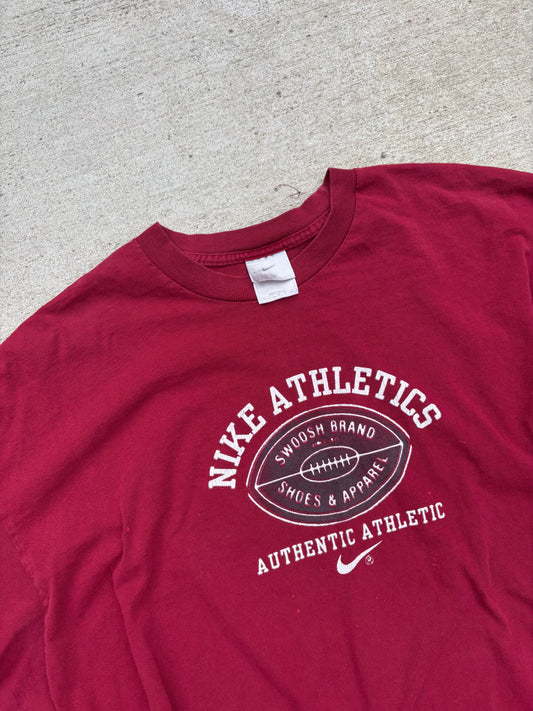 NIKE ATHLETICS
SWOOSH BRAND
SHOES & APPAREL
AUTHENTIC ATHLETIC
®